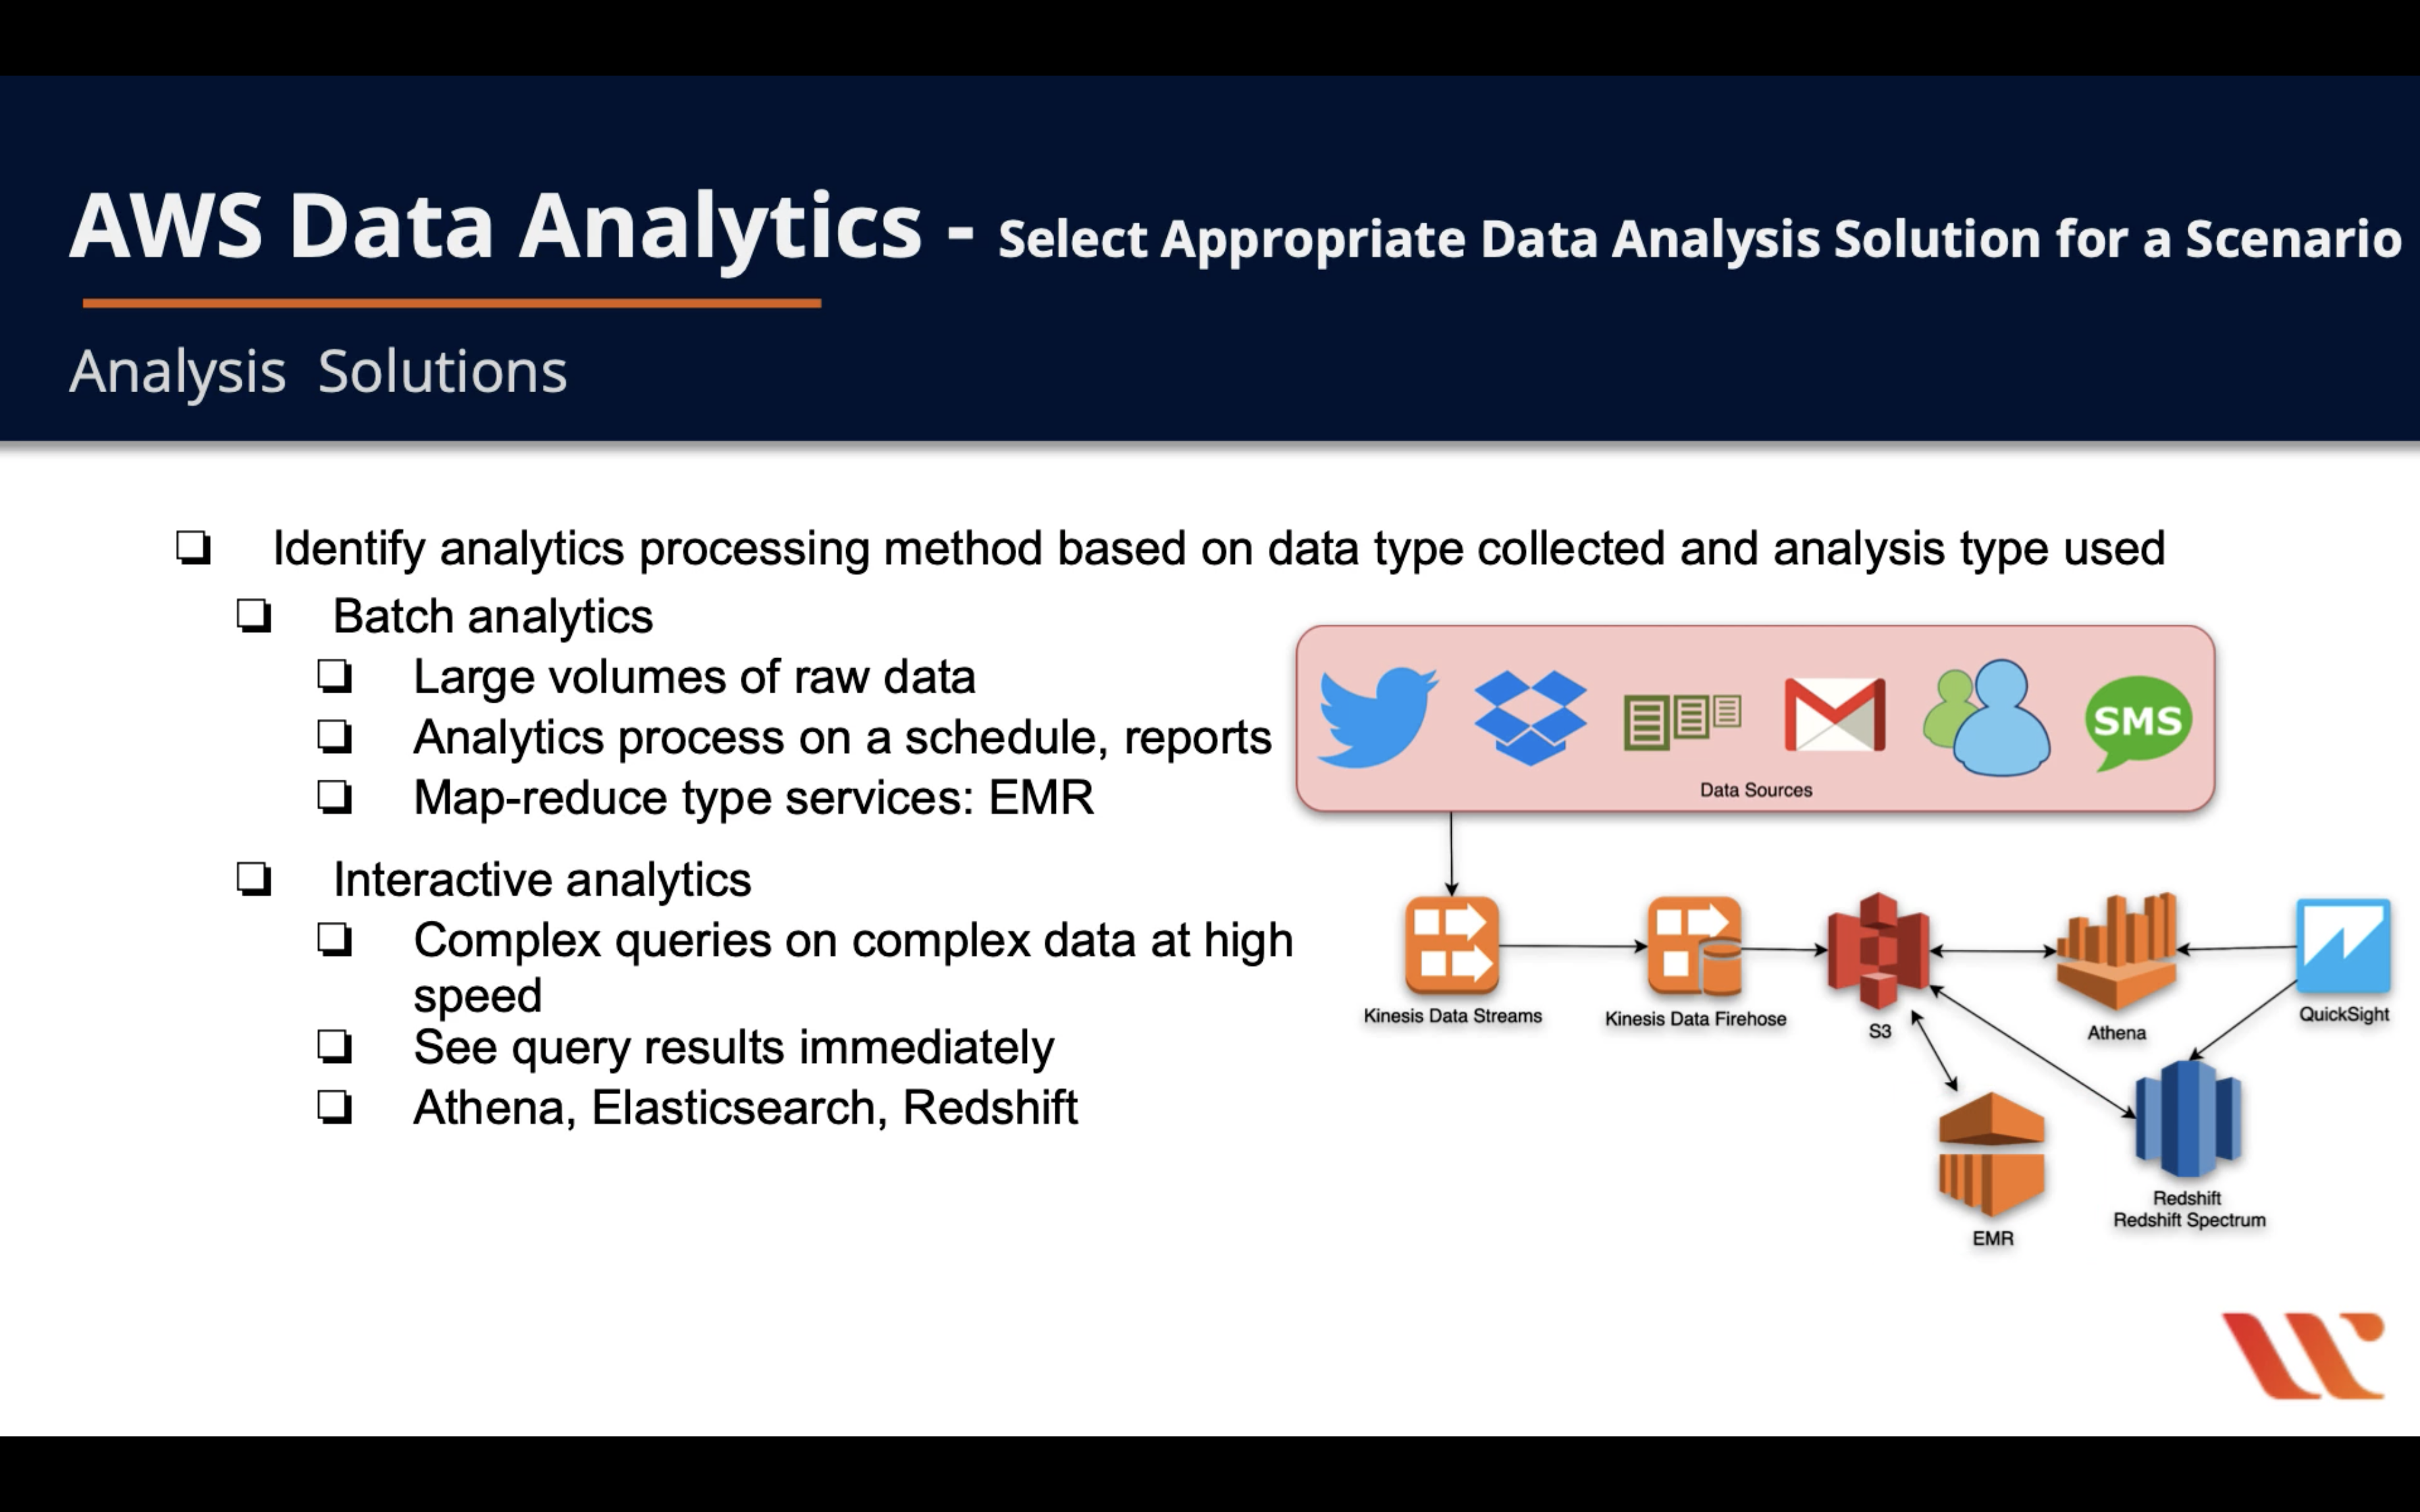 AWS Data Analytics - Select Appropriate Data Analysis Solution for a Scenario
Analysis Solutions
Identify analytics processing method based on data type collected and analysis type used
Batch analytics
Large volumes of raw data
Analytics process on a schedule, reports
Map-reduce type services: EMR
Interactive analytics
Complex queries on complex data at high
speed
See query results immediately
Athena, Elasticsearch, Redshift
SMS
Data Sources
Kinesis Data Streams
Kinesis Data Firehose
S3
Athena
QuickSight
EMR
Redshift
Redshift Spectrum